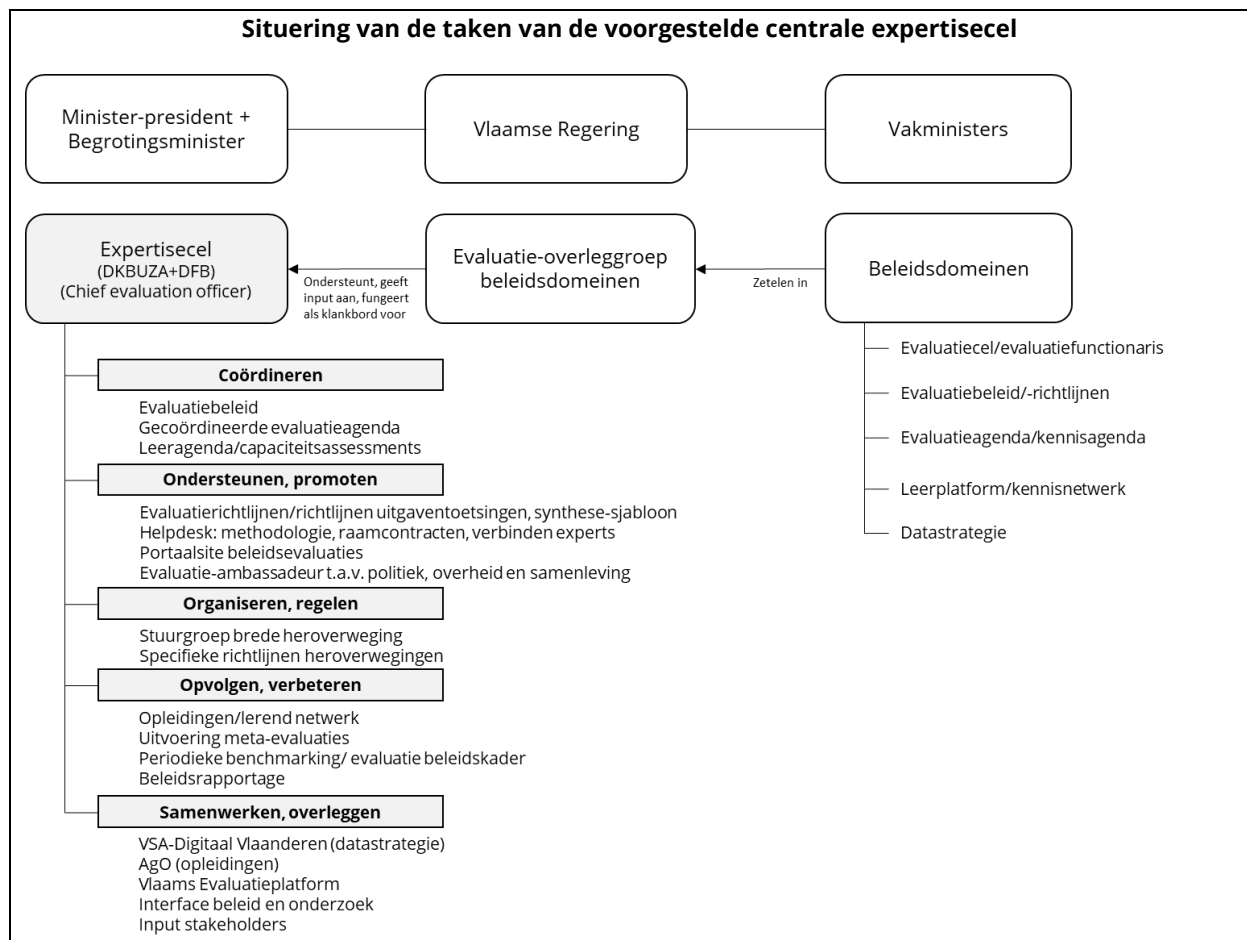 Situering van de taken van de voorgestelde centrale expertisecel
Minister-president +
Begrotingsminister
Vlaamse Regering
Vakministers
Expertisecel
(DKBUZA+DFB)
(Chief evaluation officer)
Ondersteunt, geeft
input aan, fungeert
als klankbord voor
Evaluatie-overleggroep
beleidsdomeinen
Zetelen in
Beleidsdomeinen
Evaluatiecel/evaluatiefunctionaris
Evaluatiebeleid/-richtlijnen
Evaluatieagenda/kennisagenda
Leerplatform/kennisnetwerk
Datastrategie
Coördineren
Evaluatiebeleid
Gecoördineerde evaluatieagenda
Leeragenda/capaciteitsassessments
Ondersteunen, promoten
Evaluatierichtlijnen/richtlijnen uitgaventoetsingen, synthese-sjabloon
Helpdesk: methodologie, raamcontracten, verbinden experts
Portaalsite beleidsevaluaties
Evaluatie-ambassadeur t.a.v. politiek, overheid en samenleving
Organiseren, regelen
Stuurgroep brede heroverweging
Specifieke richtlijnen heroverwegingen
Opvolgen, verbeteren
Opleidingen/lerend netwerk
Uitvoering meta-evaluaties
Periodieke benchmarking/ evaluatie beleidskader
Beleidsrapportage
Samenwerken, overleggen
VSA-Digitaal Vlaanderen (datastrategie)
AgO (opleidingen)
Vlaams Evaluatieplatform
Interface beleid en onderzoek
Input stakeholders